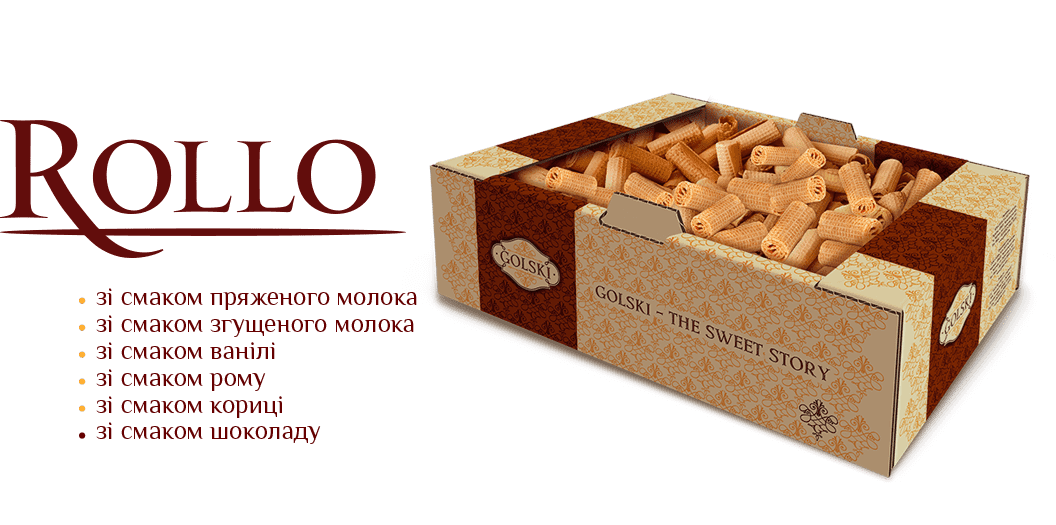 ROLLO
зі смаком пряженого молока
зі смаком згущеного молока
зі смаком ванілі
зі смаком рому
зі смаком кориці
зі смаком шоколаду
GOLSKI
GOLSKI - THE SWEET STORY
GOLSKI